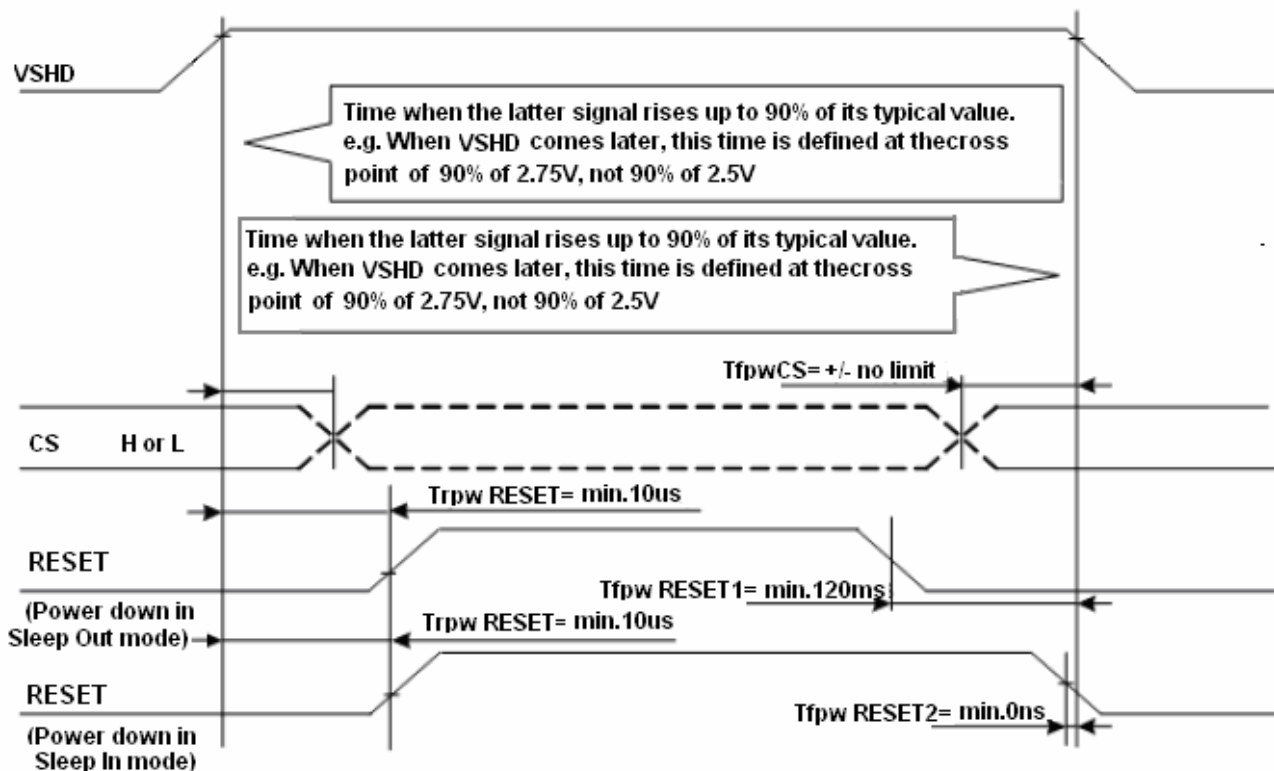 VSHD
Time when the latter signal rises up to 90% of its typical value.
e.g. When VSHD comes later, this time is defined at thecross
point of 90% of 2.75V, not 90% of 2.5V
Time when the latter signal rises up to 90% of its typical value.
e.g. When VSHD comes later, this time is defined at thecross
point of 90% of 2.75V, not 90% of 2.5V
TfpwCS= +/- no limit
CS H or L
Trpw RESET= min.10us
RESET
(Power down in
Sleep Out mode)
Tfpw RESET1= min.120ms
Trpw RESET= min.10us
RESET
(Power down in
Sleep In mode)
Tfpw RESET2= min.0ns